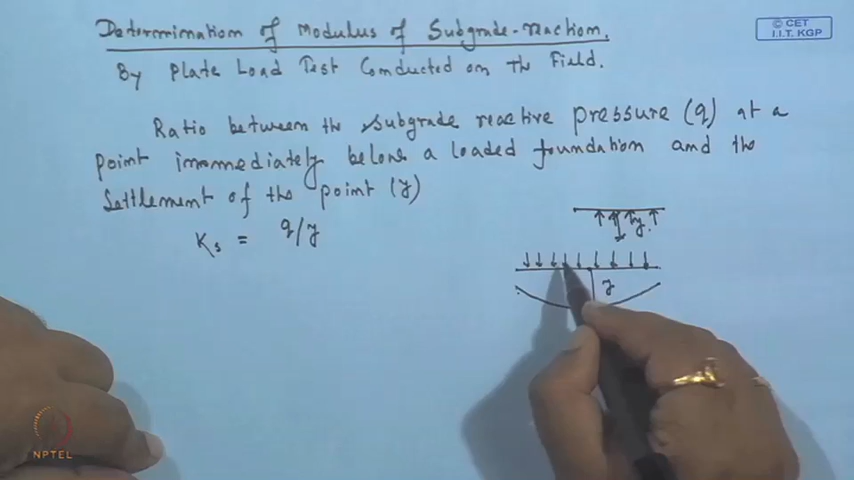 Determination of Modulus of Subgrade-reaction.
© CET
I.I.T. KGP
By Plate Load Test Conducted on the Field.
Ratio between the subgrade reactive pressure (q) at a
point immediately below a loaded foundation and the
Settlement of the point (y)
y.
Ks = q/y
y
NPTEL